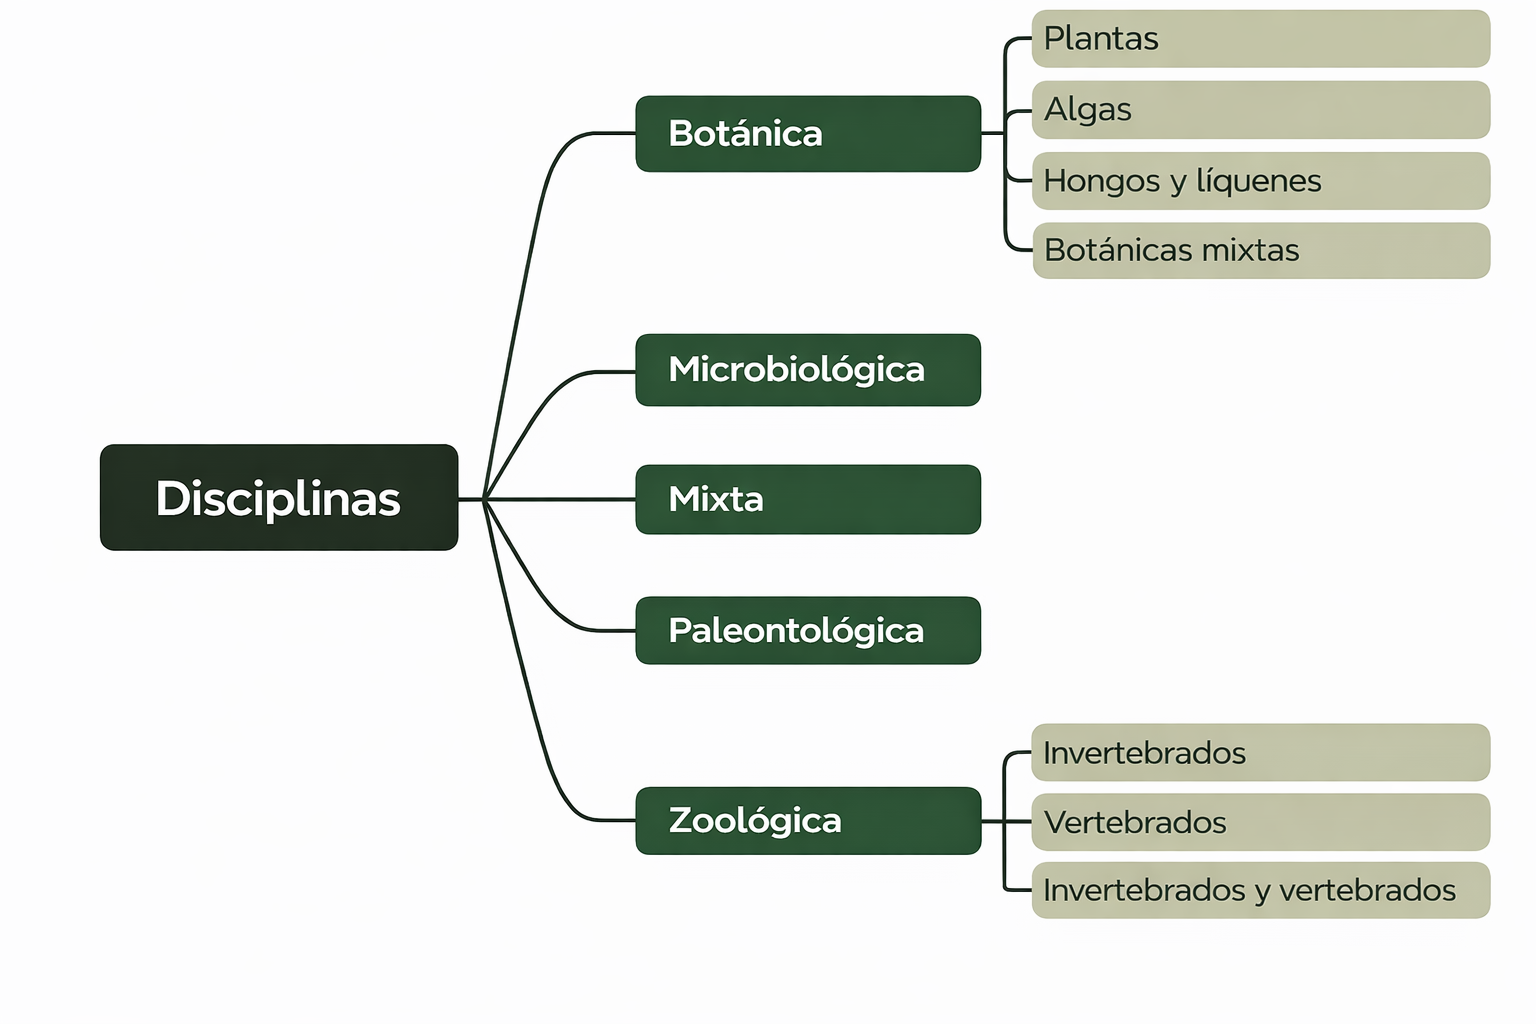 Disciplinas
Botánica
Plantas
Algas
Hongos y líquenes
Botánicas mixtas
Microbiológica
Mixta
Paleontológica
Zoológica
Invertebrados
Vertebrados
Invertebrados y vertebrados